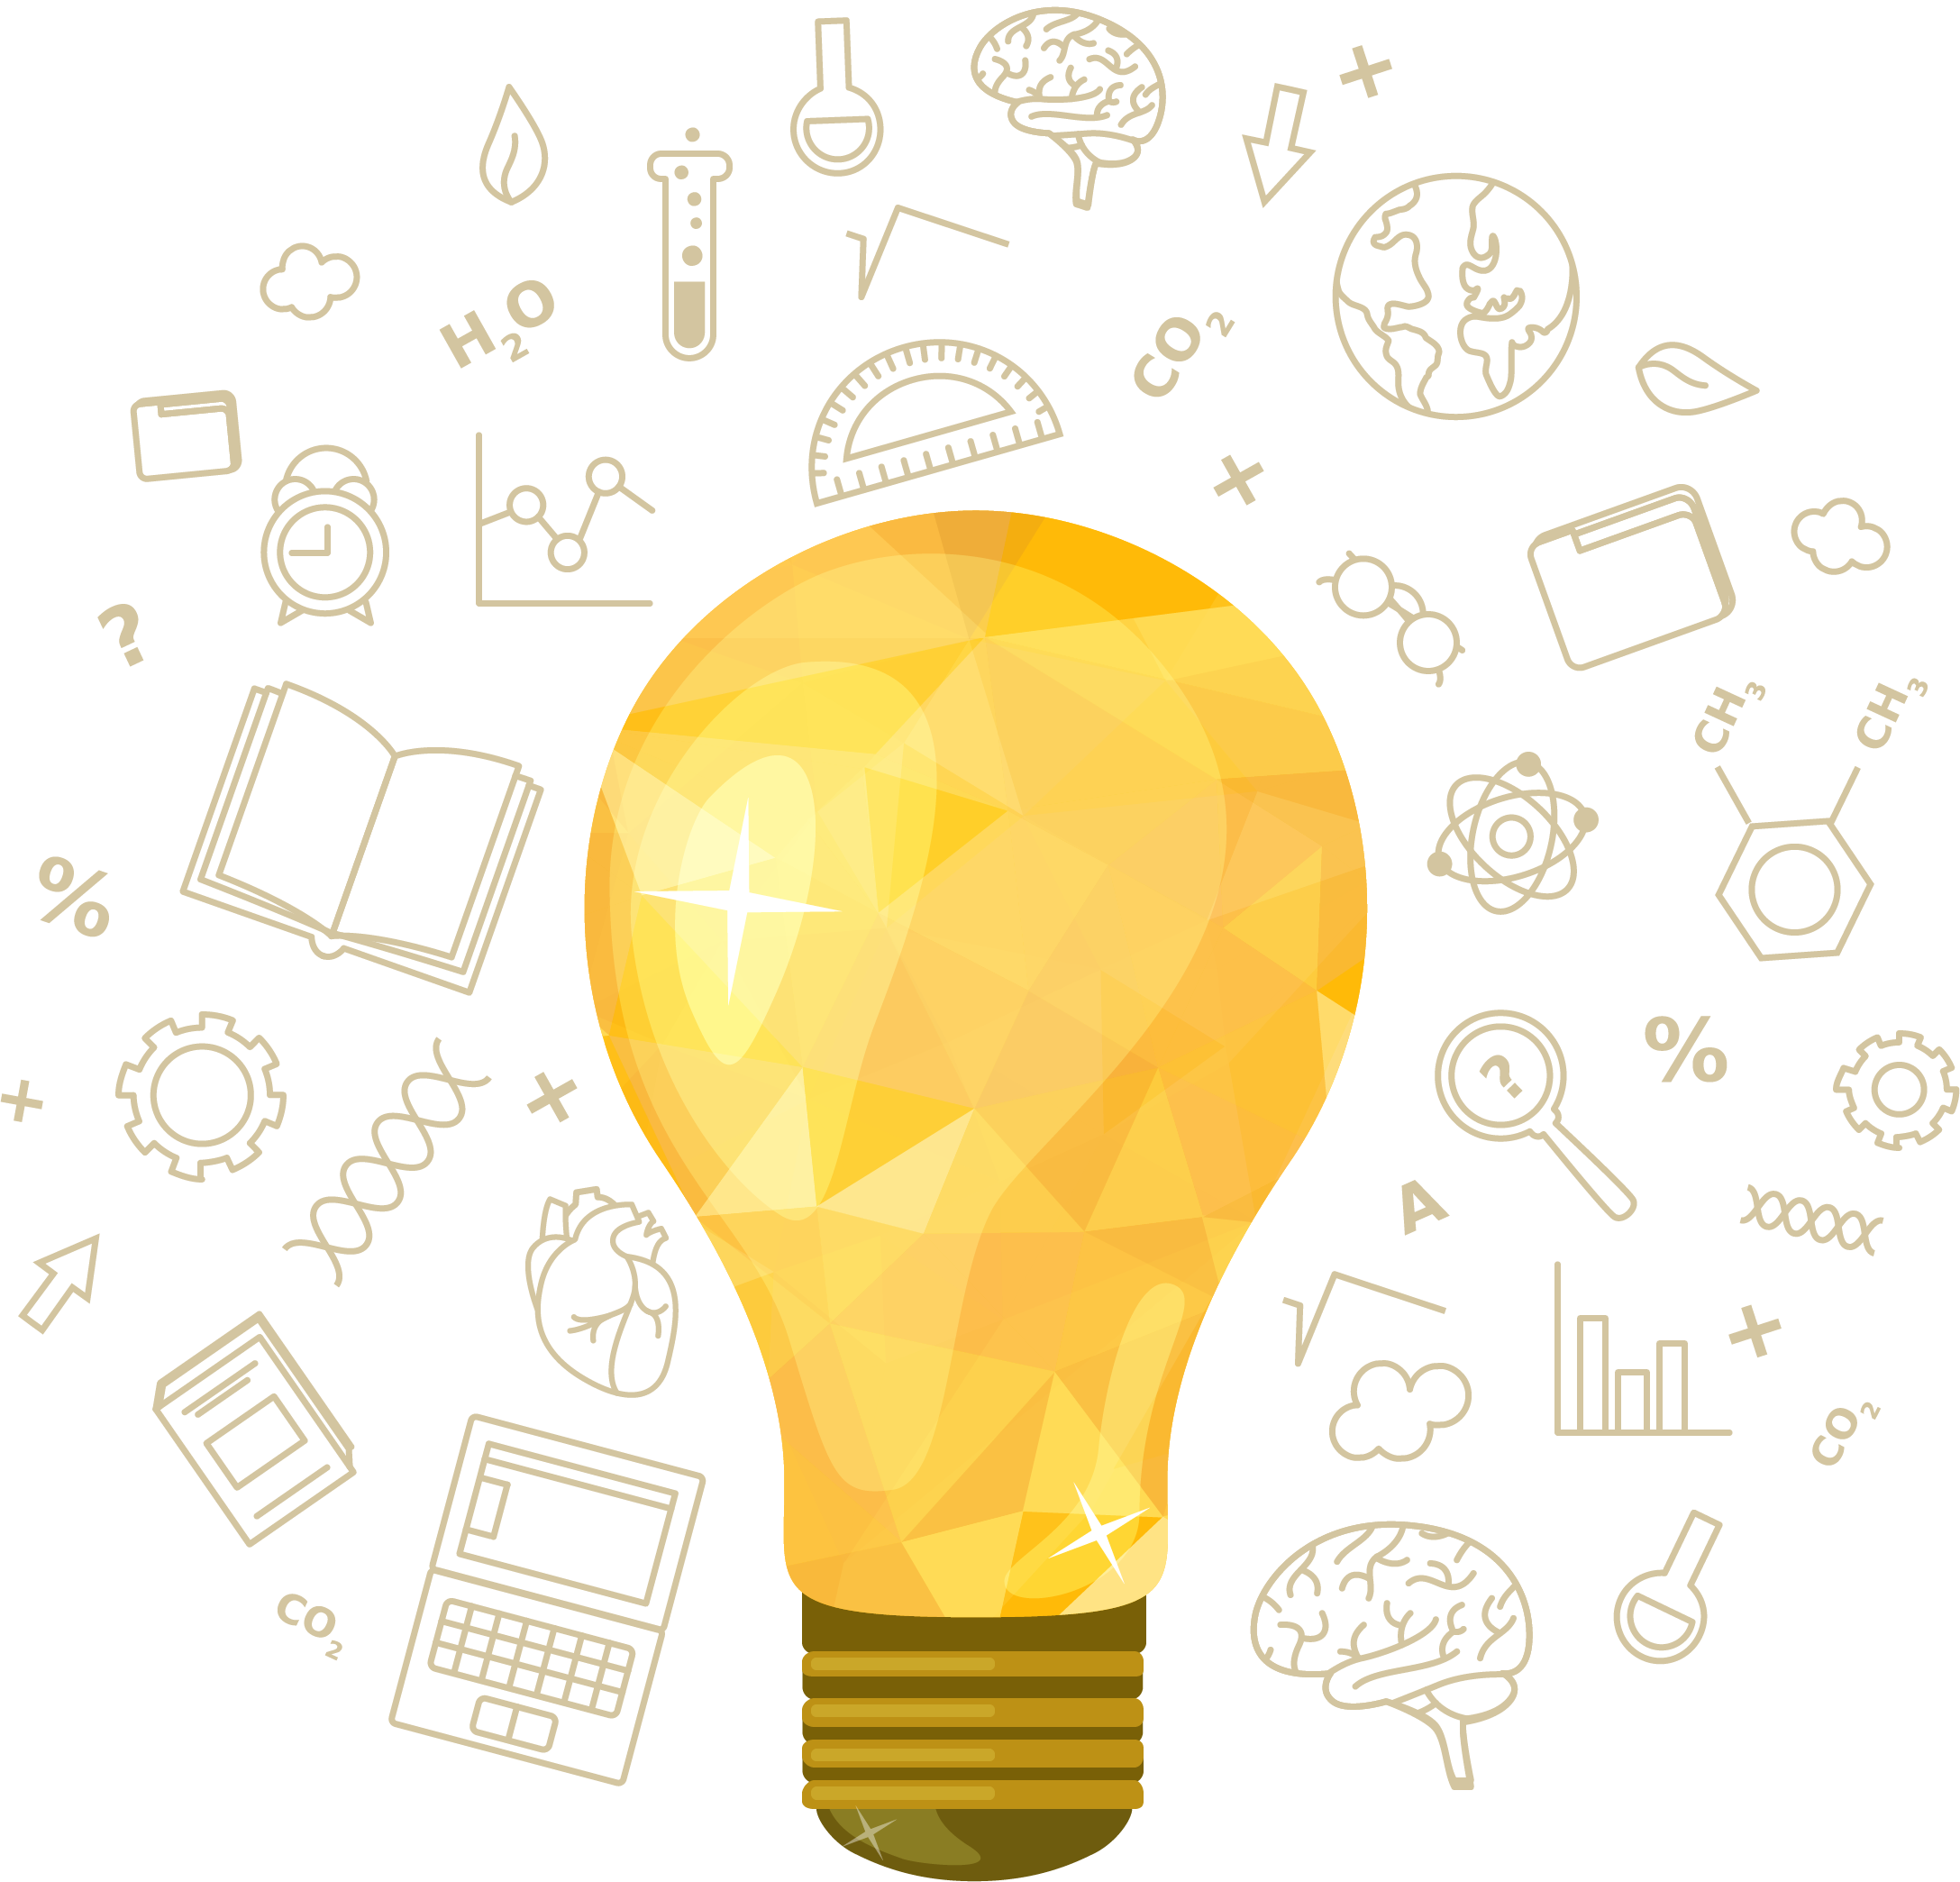 H₂O
CO₂
?
CH₃
CH₃
%
+
+
+
?
%
+
A
+
CO₂
CO₂